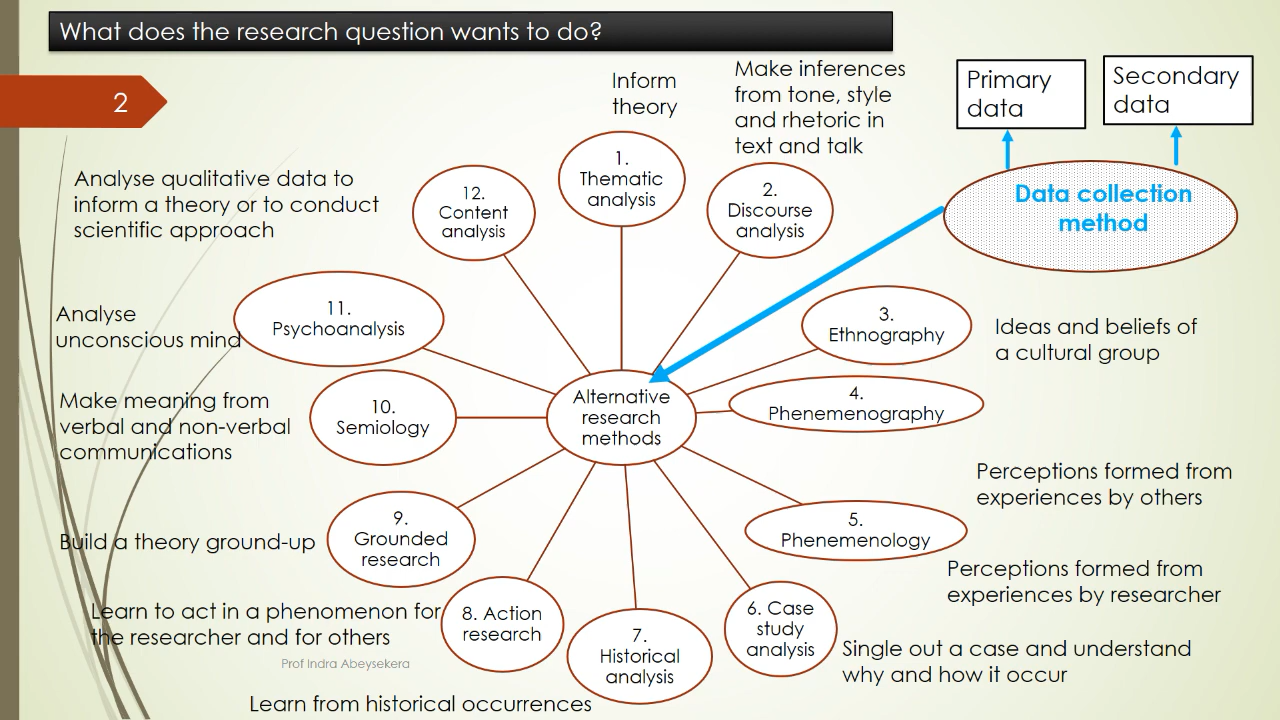 What does the research question wants to do?
2
Inform
theory
Make inferences
from tone, style
and rhetoric in
text and talk
Primary
data
Secondary
data
Data collection
method
Analyse qualitative data to
inform a theory or to conduct
scientific approach
12.
Content
analysis
1.
Thematic
analysis
2.
Discourse
analysis
Analyse
unconscious mind
11.
Psychoanalysis
3.
Ethnography
Ideas and beliefs of
a cultural group
Make meaning from
verbal and non-verbal
communications
10.
Semiology
Alternative
research
methods
4.
Phenemenography
Perceptions formed from
experiences by others
Build a theory ground-up
9.
Grounded
research
5.
Phenemenology
Perceptions formed from
experiences by researcher
Learn to act in a phenomenon for
the researcher and for others
8. Action
research
7.
Historical
analysis
6. Case
study
analysis
Single out a case and understand
why and how it occur
Prof Indra Abeysekera
Learn from historical occurrences